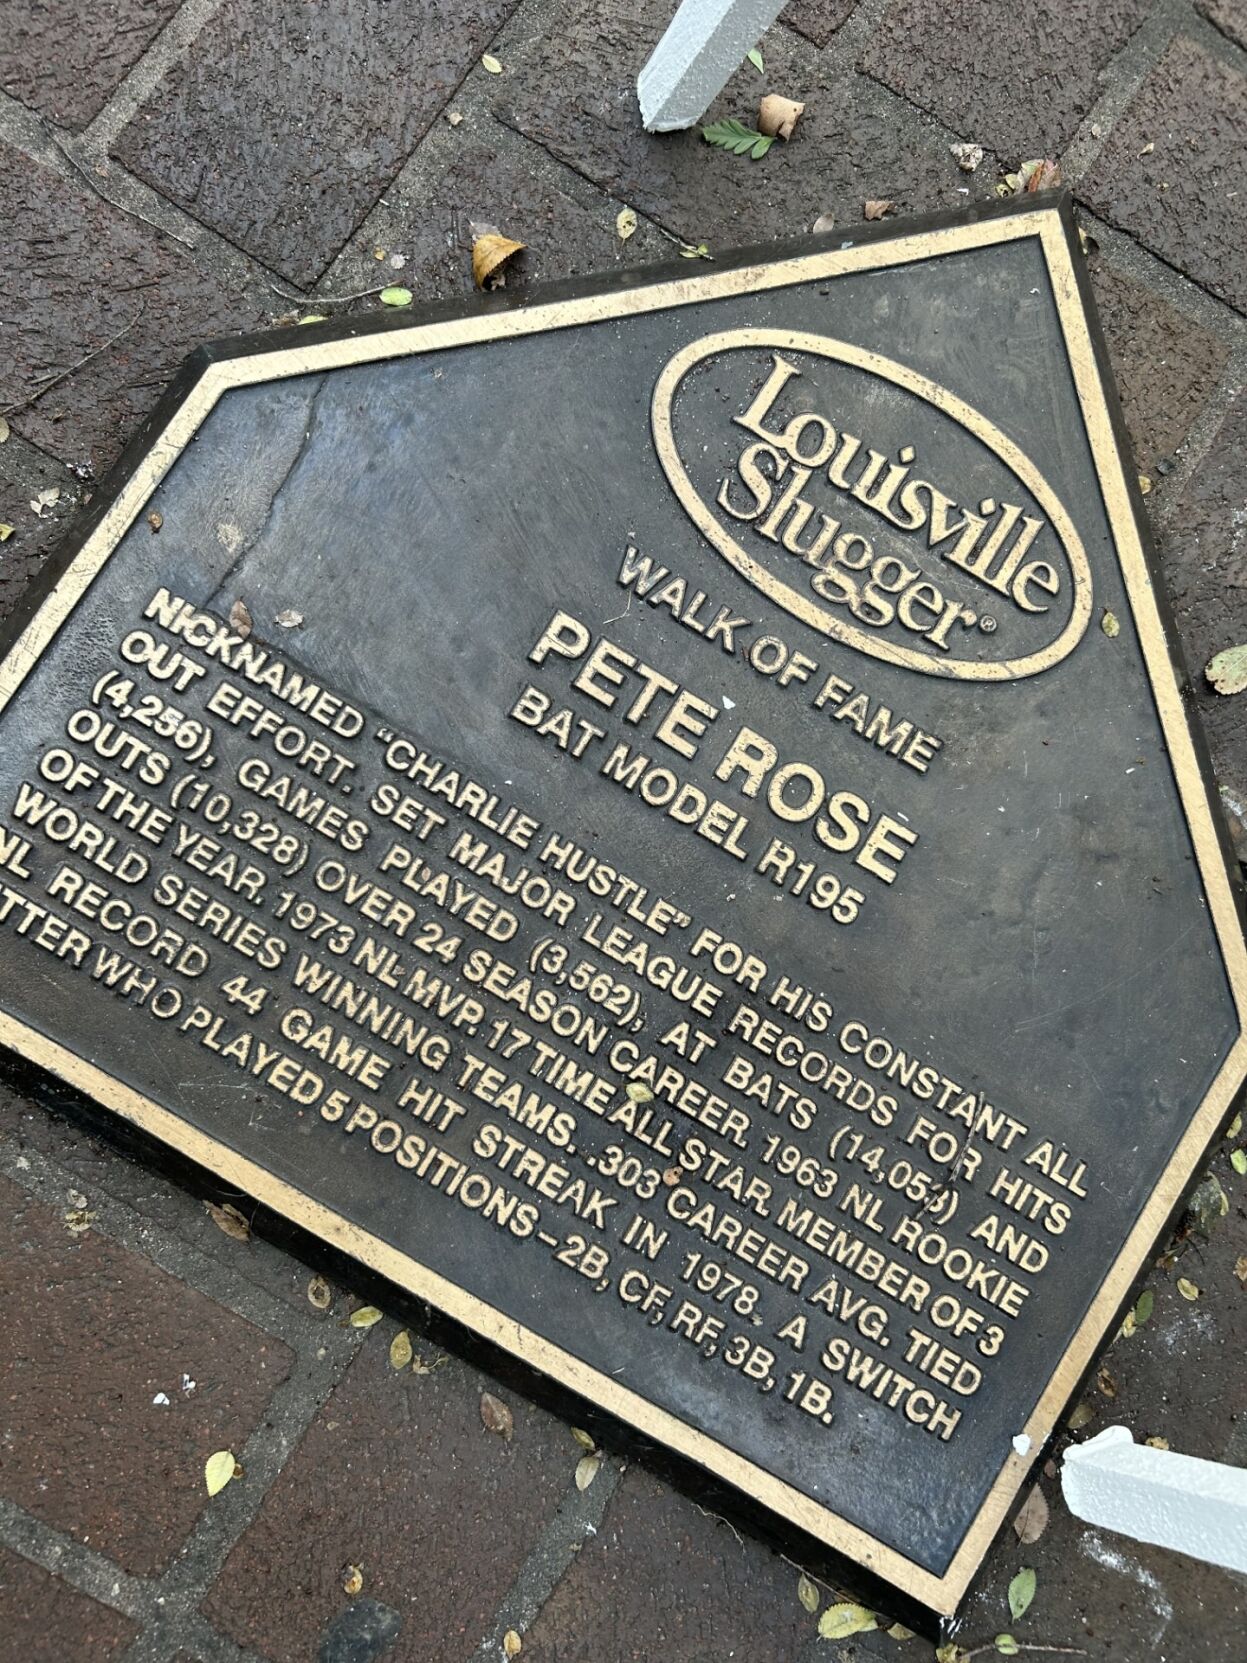 Louisville
Slugger®
WALK OF FAME
PETE ROSE
BAT MODEL R195
NICKNAMED “CHARLIE HUSTLE” FOR HIS CONSTANT ALL
OUT EFFORT. SET MAJOR LEAGUE RECORDS FOR HITS
(4,256), GAMES PLAYED (3,562), AT BATS (14,053) AND
OUTS (10,328) OVER 24 SEASON CAREER. 1963 NL ROOKIE
OF THE YEAR. 1973 NL MVP. 17 TIME ALL STAR. MEMBER OF 3
WORLD SERIES WINNING TEAMS. .303 CAREER AVG. TIED
NL RECORD 44 GAME HIT STREAK IN 1978. A SWITCH
ITTER WHO PLAYED 5 POSITIONS–2B, CF, RF, 3B, 1B.